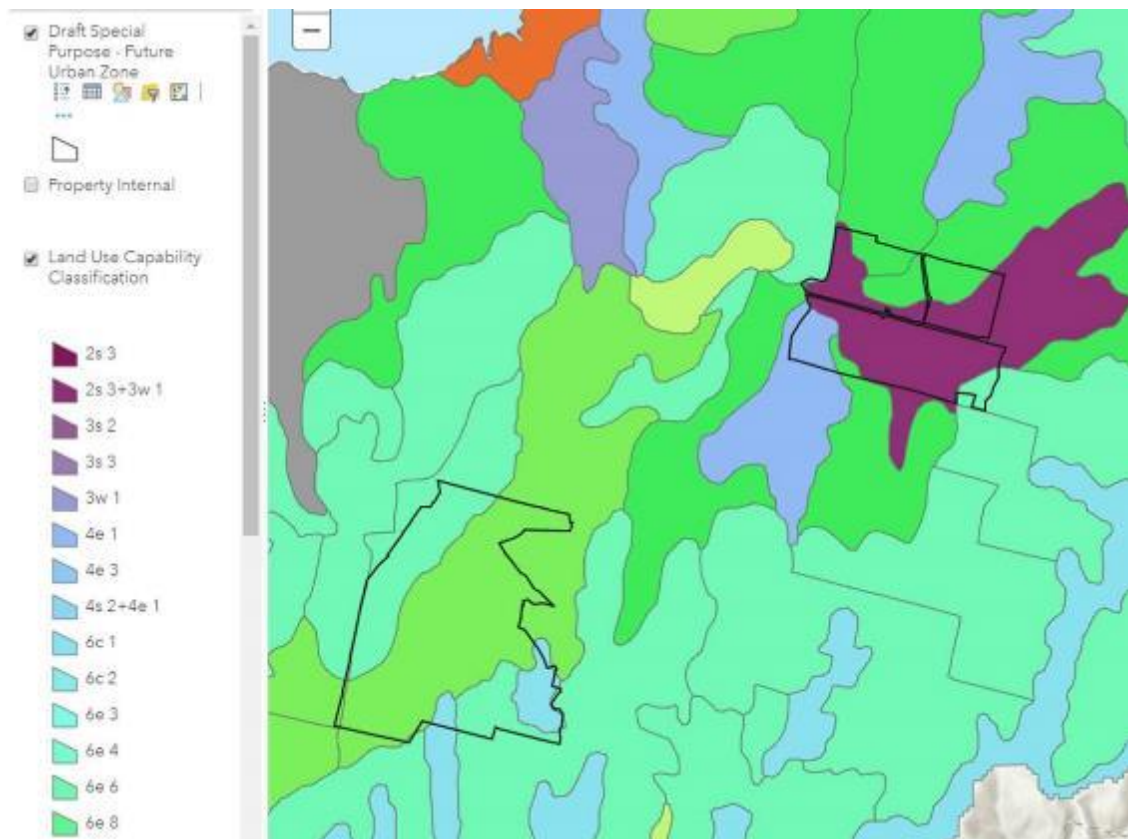 Draft Special
Purpose - Future
Urban Zone
Property Internal
Land Use Capability
Classification
2s 3
2s 3+3w 1
3s 2
3s 3
3w 1
4e 1
4e 3
4s 2+4e 1
6c 1
6c 2
6e 3
6e 4
6e 6
6e 8